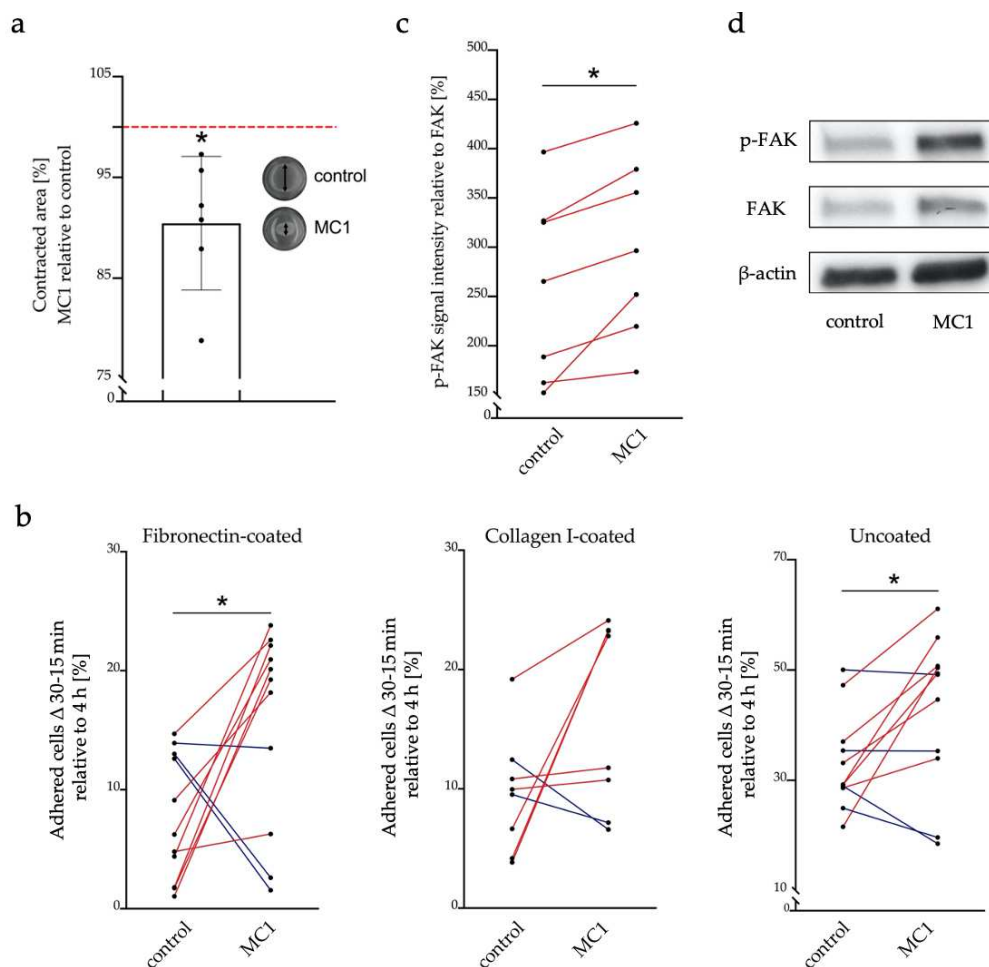 a
Contracted area [%]
MC1 relative to control
105
95
85
75
0
*
control
MC1
c
p-FAK signal intensity relative to FAK [%]
500
450
400
350
300
250
200
150
0
*
control
MC1
d
p-FAK
FAK
β-actin
control
MC1
b
Fibronectin-coated
Adhered cells Δ 30-15 min
relative to 4 h [%]
30
20
10
0
*
control
MC1
Collagen I-coated
Adhered cells Δ 30-15 min
relative to 4 h [%]
30
20
10
0
control
MC1
Uncoated
Adhered cells Δ 30-15 min
relative to 4 h [%]
70
50
30
10
0
*
control
MC1